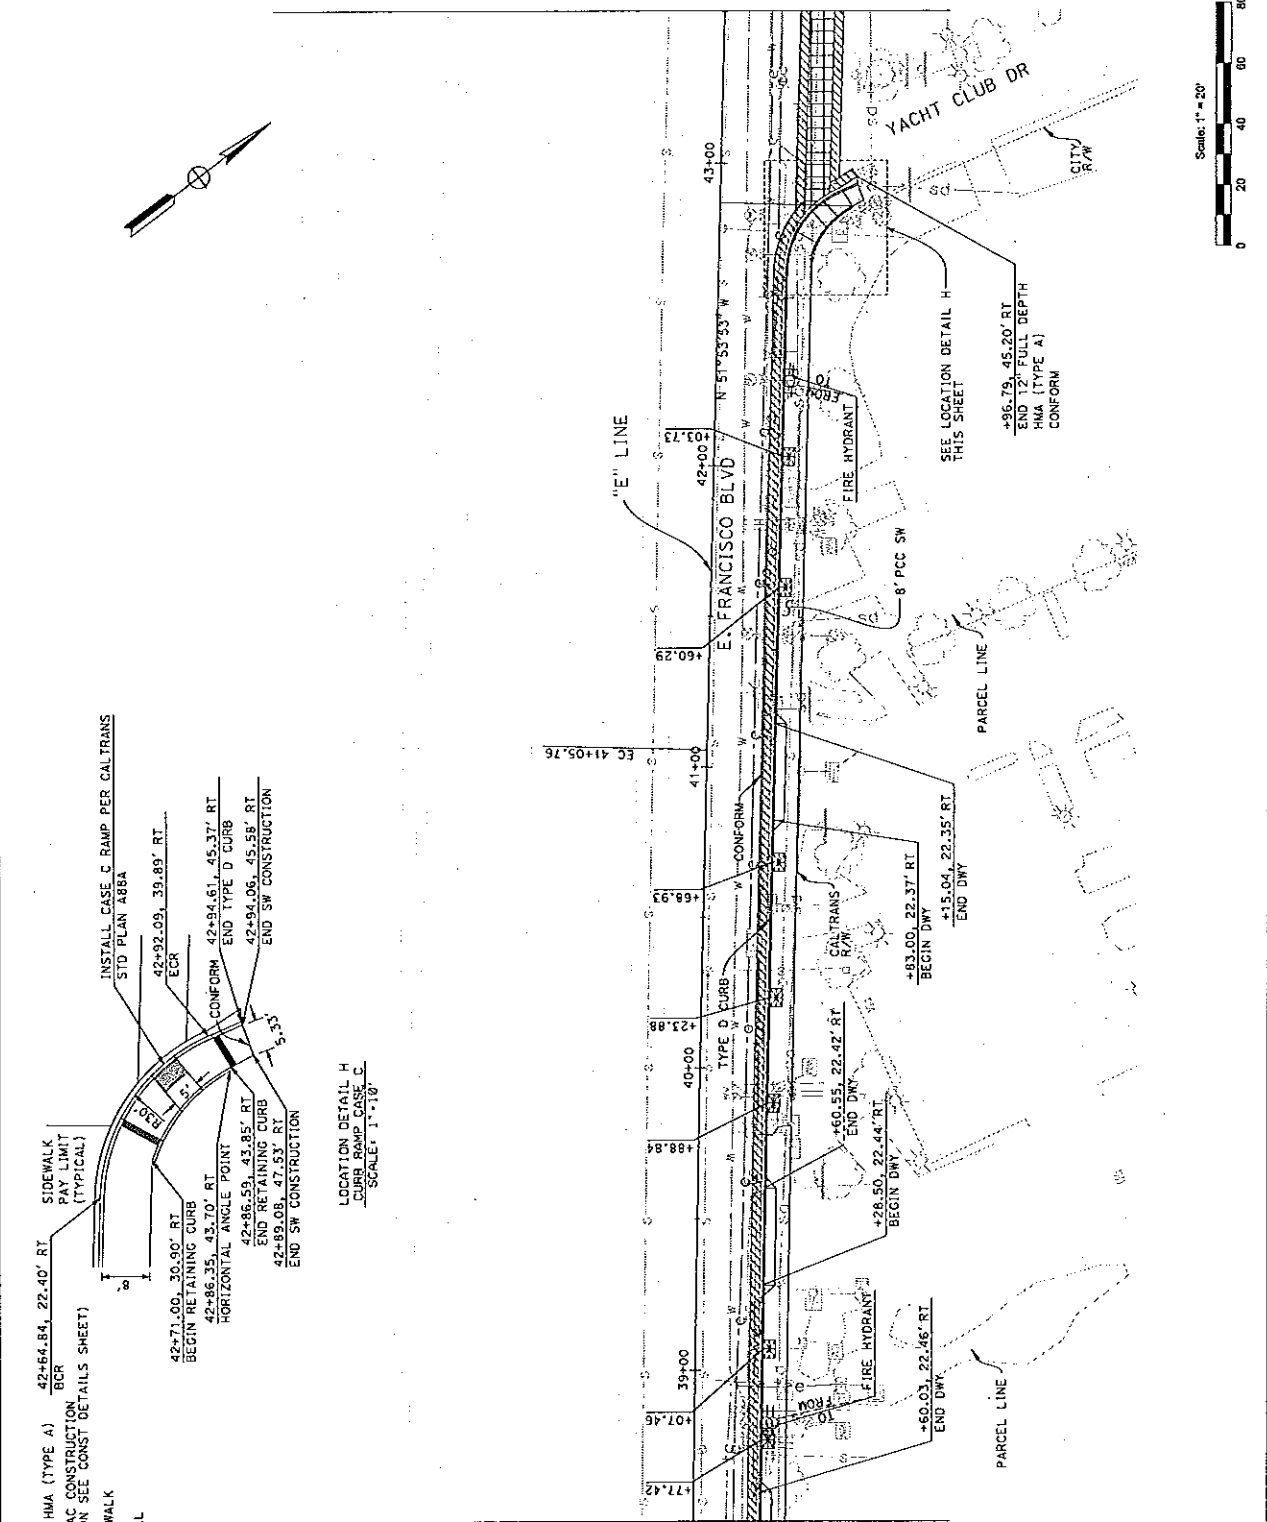 HMA (TYPE A)
AC CONSTRUCTION
ON SEE CONST DETAILS SHEET)
WALK
AL
42+64.84, 22.40' RT
BCR
SIDEWALK
PAY LIMIT
(TYPICAL)
INSTALL CASE C RAMP PER CALTRANS
STD PLAN A88A
42+92.09, 39.89' RT
ECR
CONFORM
42+94.61, 45.37' RT
END TYPE D CURB
42+94.06, 45.58' RT
END SW CONSTRUCTION
8'
R30'
5'
5.33'
42+71.00, 30.90' RT
BEGIN RETAINING CURB
42+86.35, 43.70' RT
HORIZONTAL ANGLE POINT
42+86.59, 43.85' RT
END RETAINING CURB
42+89.08, 47.53' RT
END SW CONSTRUCTION
LOCATION DETAIL H
CURB RAMP CASE C
SCALE: 1"=10'
"E" LINE
E. FRANCISCO BLVD
N 51°53'53" W
EC 41+05.76
39+00
40+00
41+00
42+00
43+00
+77.42
+07.46
+88.84
+23.88
+68.93
+60.29
+03.73
TYPE D CURB
CONFORM
TO
FROM
FIRE HYDRANT
TO
FROM
FIRE HYDRANT
+60.03, 22.46' RT
END DWY
+28.50, 22.44' RT
BEGIN DWY
+60.55, 22.42' RT
END DWY
CALTRANS
R/W
+83.00, 22.37' RT
BEGIN DWY
+15.04, 22.35' RT
END DWY
8' PCC SW
PARCEL LINE
PARCEL LINE
SEE LOCATION DETAIL H
THIS SHEET
+96.79, 45.20' RT
END 12" FULL DEPTH
HMA (TYPE A)
CONFORM
YACHT CLUB DR
CITY
R/W
Scale: 1" = 20'
0 20 40 60 80